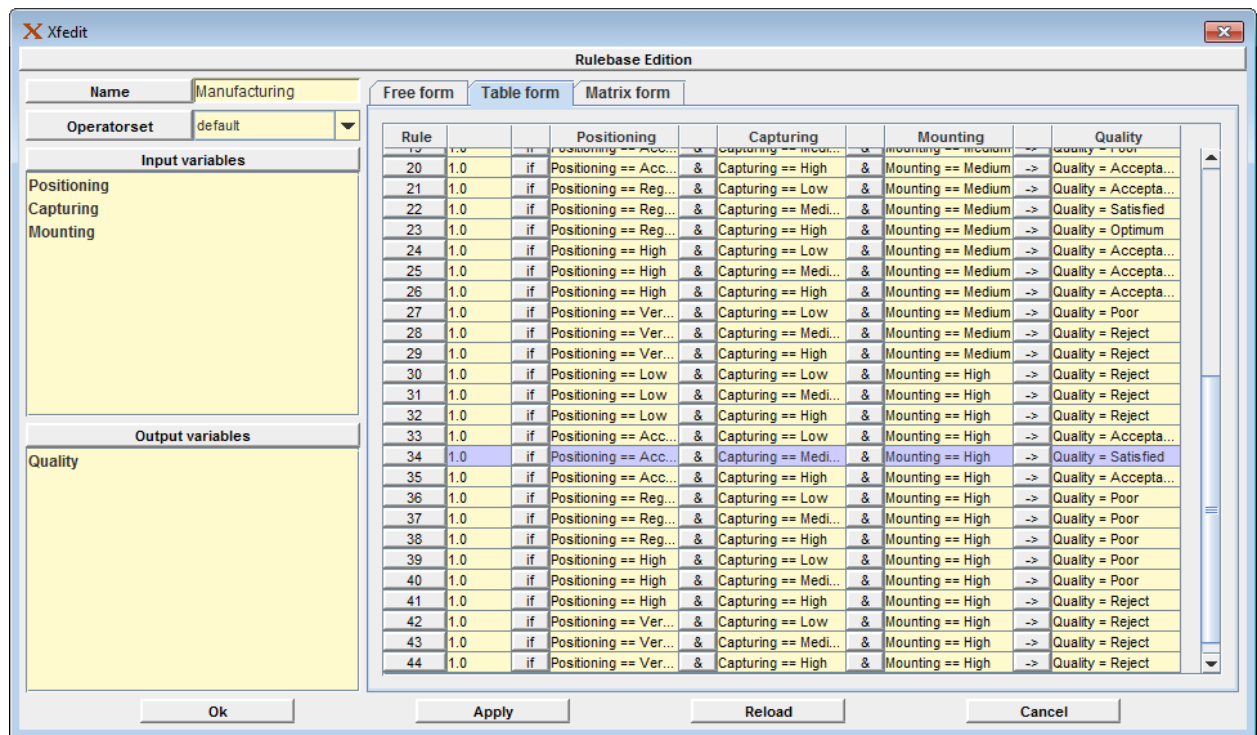 Xfedit
Rulebase Edition
Name Manufacturing
Operatorset default
Input variables
Positioning
Capturing
Mounting
Output variables
Quality
Free form Table form Matrix form
Rule Positioning Capturing Mounting Quality
19 1.0 if Positioning == Acc... & Capturing == Medi... & Mounting == Medium -> Quality = Poor
20 1.0 if Positioning == Acc... & Capturing == High & Mounting == Medium -> Quality = Accepta...
21 1.0 if Positioning == Reg... & Capturing == Low & Mounting == Medium -> Quality = Accepta...
22 1.0 if Positioning == Reg... & Capturing == Medi... & Mounting == Medium -> Quality = Satisfied
23 1.0 if Positioning == Reg... & Capturing == High & Mounting == Medium -> Quality = Optimum
24 1.0 if Positioning == High & Capturing == Low & Mounting == Medium -> Quality = Accepta...
25 1.0 if Positioning == High & Capturing == Medi... & Mounting == Medium -> Quality = Accepta...
26 1.0 if Positioning == High & Capturing == High & Mounting == Medium -> Quality = Accepta...
27 1.0 if Positioning == Ver... & Capturing == Low & Mounting == Medium -> Quality = Poor
28 1.0 if Positioning == Ver... & Capturing == Medi... & Mounting == Medium -> Quality = Reject
29 1.0 if Positioning == Ver... & Capturing == High & Mounting == Medium -> Quality = Reject
30 1.0 if Positioning == Low & Capturing == Low & Mounting == High -> Quality = Reject
31 1.0 if Positioning == Low & Capturing == Medi... & Mounting == High -> Quality = Reject
32 1.0 if Positioning == Low & Capturing == High & Mounting == High -> Quality = Reject
33 1.0 if Positioning == Acc... & Capturing == Low & Mounting == High -> Quality = Accepta...
34 1.0 if Positioning == Acc... & Capturing == Medi... & Mounting == High -> Quality = Satisfied
35 1.0 if Positioning == Acc... & Capturing == High & Mounting == High -> Quality = Accepta...
36 1.0 if Positioning == Reg... & Capturing == Low & Mounting == High -> Quality = Poor
37 1.0 if Positioning == Reg... & Capturing == Medi... & Mounting == High -> Quality = Poor
38 1.0 if Positioning == Reg... & Capturing == High & Mounting == High -> Quality = Poor
39 1.0 if Positioning == High & Capturing == Low & Mounting == High -> Quality = Poor
40 1.0 if Positioning == High & Capturing == Medi... & Mounting == High -> Quality = Poor
41 1.0 if Positioning == High & Capturing == High & Mounting == High -> Quality = Reject
42 1.0 if Positioning == Ver... & Capturing == Low & Mounting == High -> Quality = Reject
43 1.0 if Positioning == Ver... & Capturing == Medi... & Mounting == High -> Quality = Reject
44 1.0 if Positioning == Ver... & Capturing == High & Mounting == High -> Quality = Reject
Ok Apply Reload Cancel